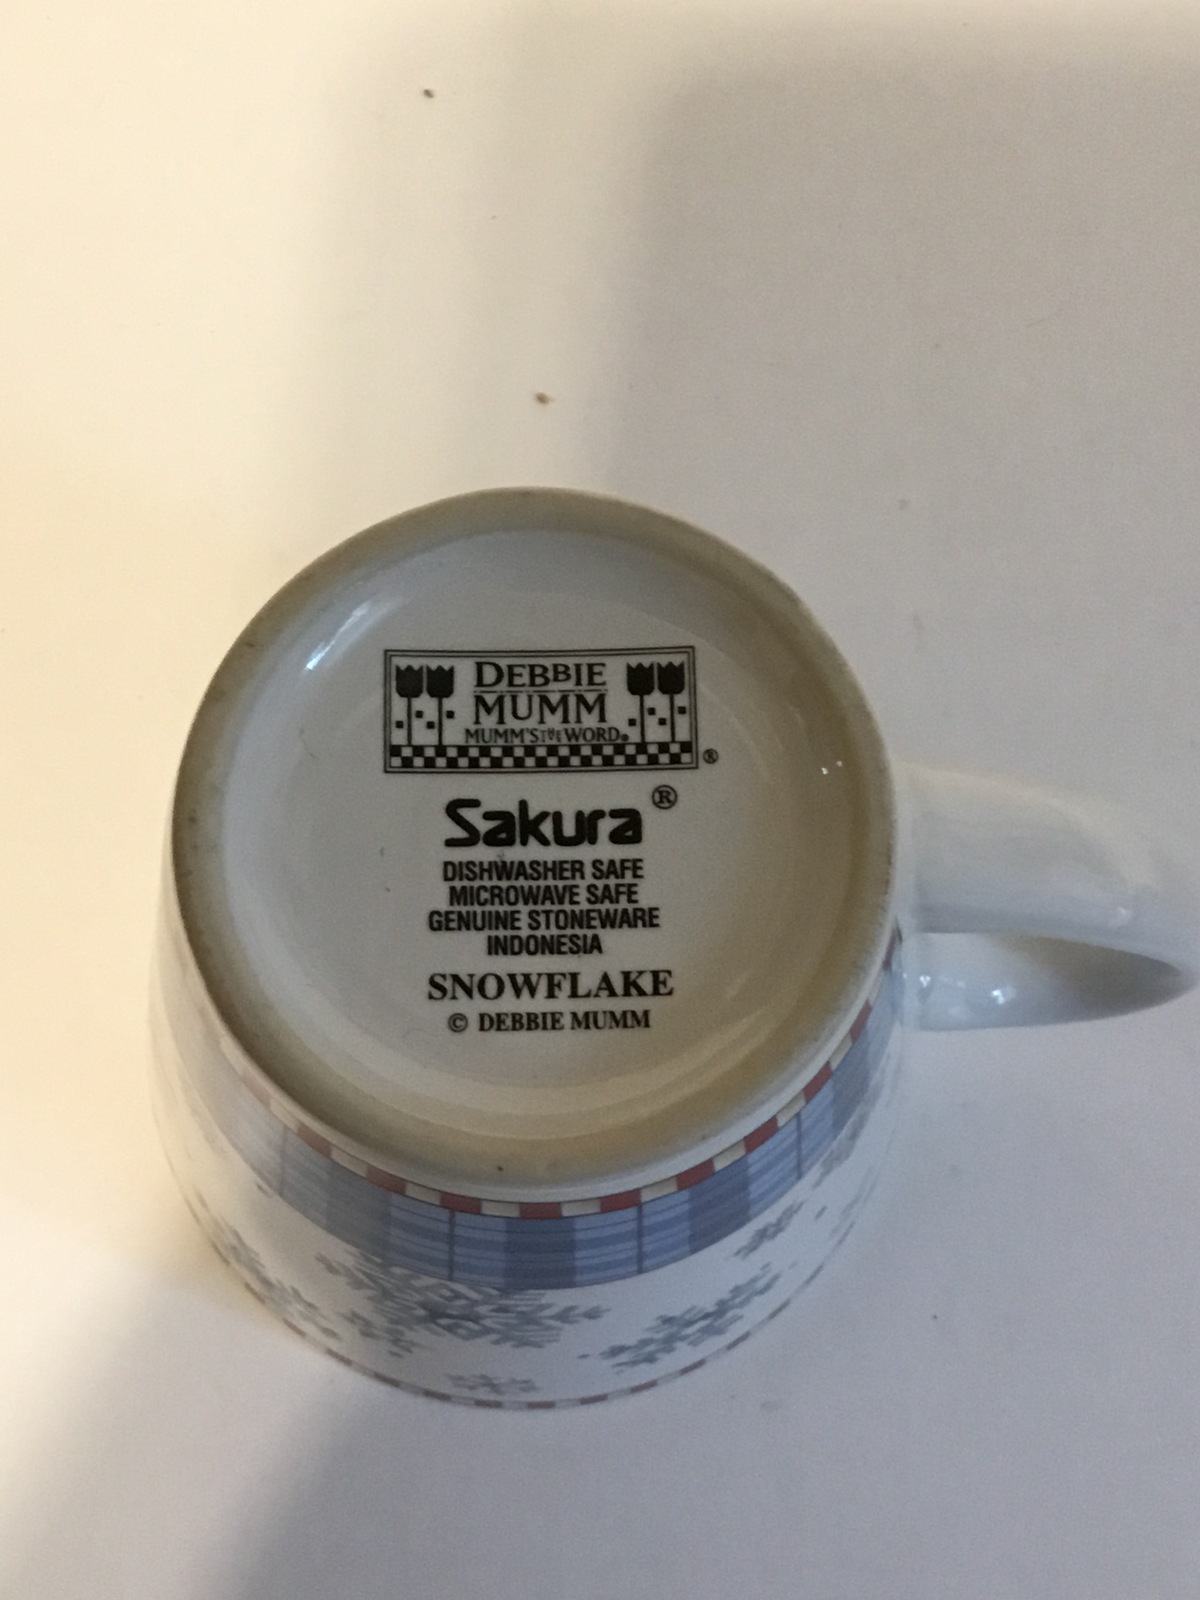 DEBBIE
MUMM
MUMM'S THE WORD®
®
Sakura®
DISHWASHER SAFE
MICROWAVE SAFE
GENUINE STONEWARE
INDONESIA
SNOWFLAKE
© DEBBIE MUMM